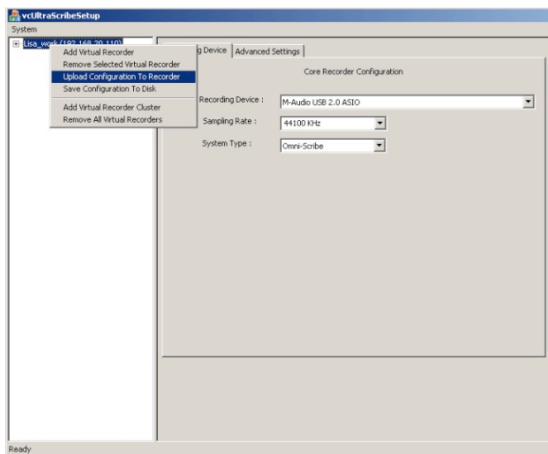 vcUltraScribeSetup
System
Lisa_work (192.168.20.110)
Add Virtual Recorder
Remove Selected Virtual Recorder
Upload Configuration To Recorder
Save Configuration To Disk
Add Virtual Recorder Cluster
Remove All Virtual Recorders
g Device
Advanced Settings
Core Recorder Configuration
Recording Device :
M-Audio USB 2.0 ASIO
Sampling Rate :
44100 KHz
System Type :
Omni-Scribe
Ready